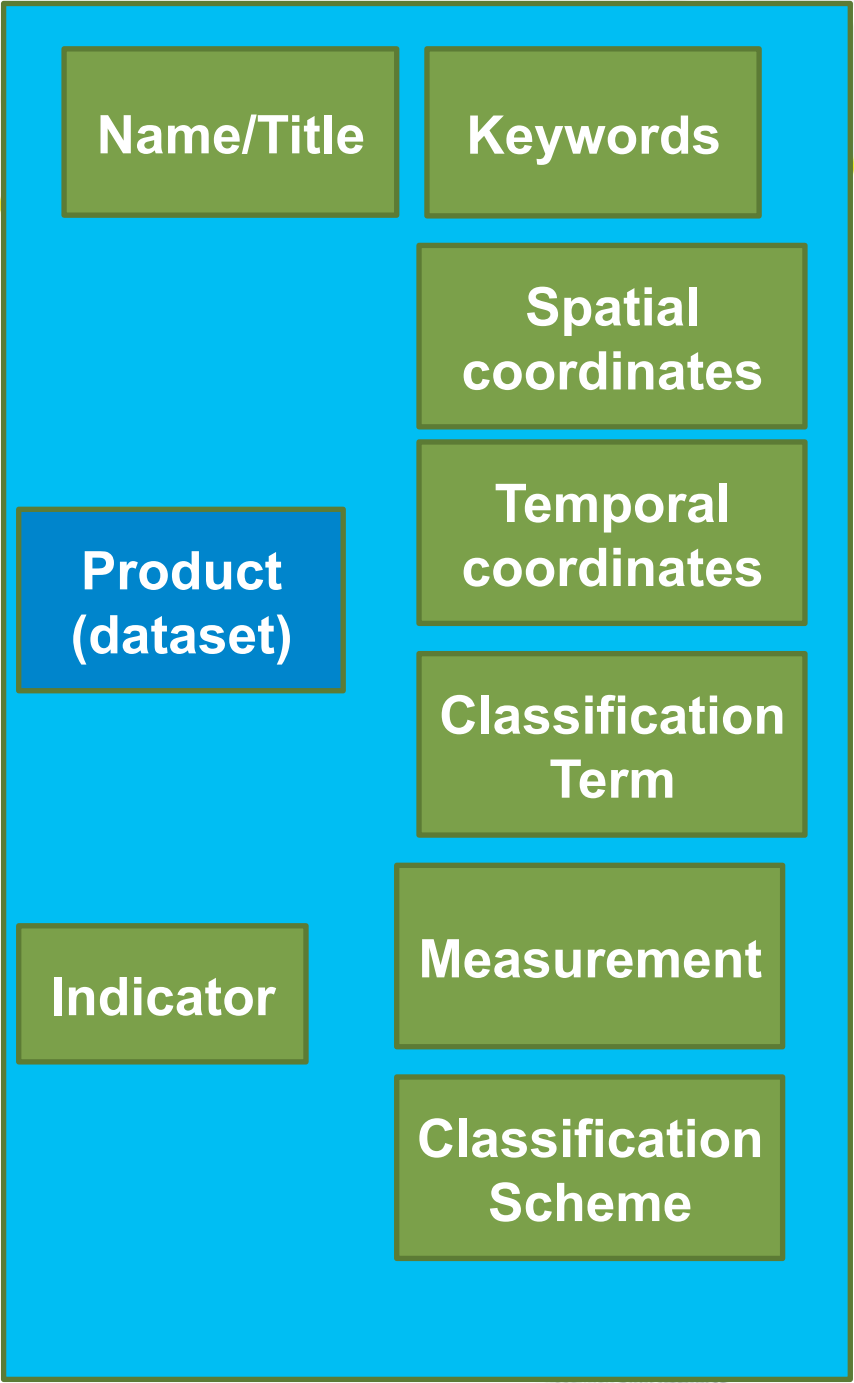 Name/Title
Keywords
Spatial
coordinates
Temporal
coordinates
Product
(dataset)
Classification
Term
Measurement
Indicator
Classification
Scheme